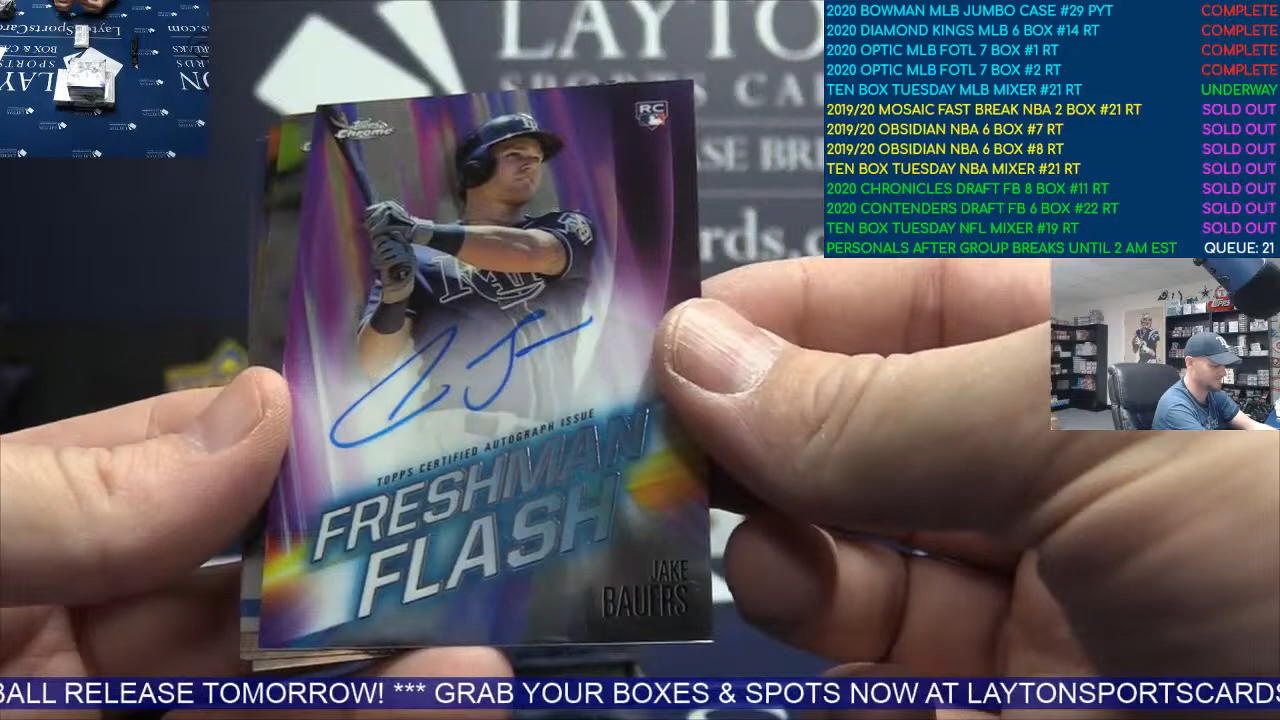 2020 BOWMAN MLB JUMBO CASE #29 PYT COMPLETE
2020 DIAMOND KINGS MLB 6 BOX #14 RT COMPLETE
2020 OPTIC MLB FOTL 7 BOX #1 RT COMPLETE
2020 OPTIC MLB FOTL 7 BOX #2 RT COMPLETE
TEN BOX TUESDAY MLB MIXER #21 RT UNDERWAY
2019/20 MOSAIC FAST BREAK NBA 2 BOX #21 RT SOLD OUT
2019/20 OBSIDIAN NBA 6 BOX #7 RT SOLD OUT
2019/20 OBSIDIAN NBA 6 BOX #8 RT SOLD OUT
TEN BOX TUESDAY NBA MIXER #21 RT SOLD OUT
2020 CHRONICLES DRAFT FB 8 BOX #11 RT SOLD OUT
2020 CONTENDERS DRAFT FB 6 BOX #22 RT SOLD OUT
TEN BOX TUESDAY NFL MIXER #19 RT SOLD OUT
PERSONALS AFTER GROUP BREAKS UNTIL 2 AM EST QUEUE: 21
LAYTO
SPORTS CA
ASE BRE
rds.c
Topps
Chrome
RC
TOPPS CERTIFIED AUTOGRAPH ISSUE
FRESHMAN
FLASH
JAKE
BAUERS
BALL RELEASE TOMORROW! *** GRAB YOUR BOXES & SPOTS NOW AT LAYTONSPORTSCARDS